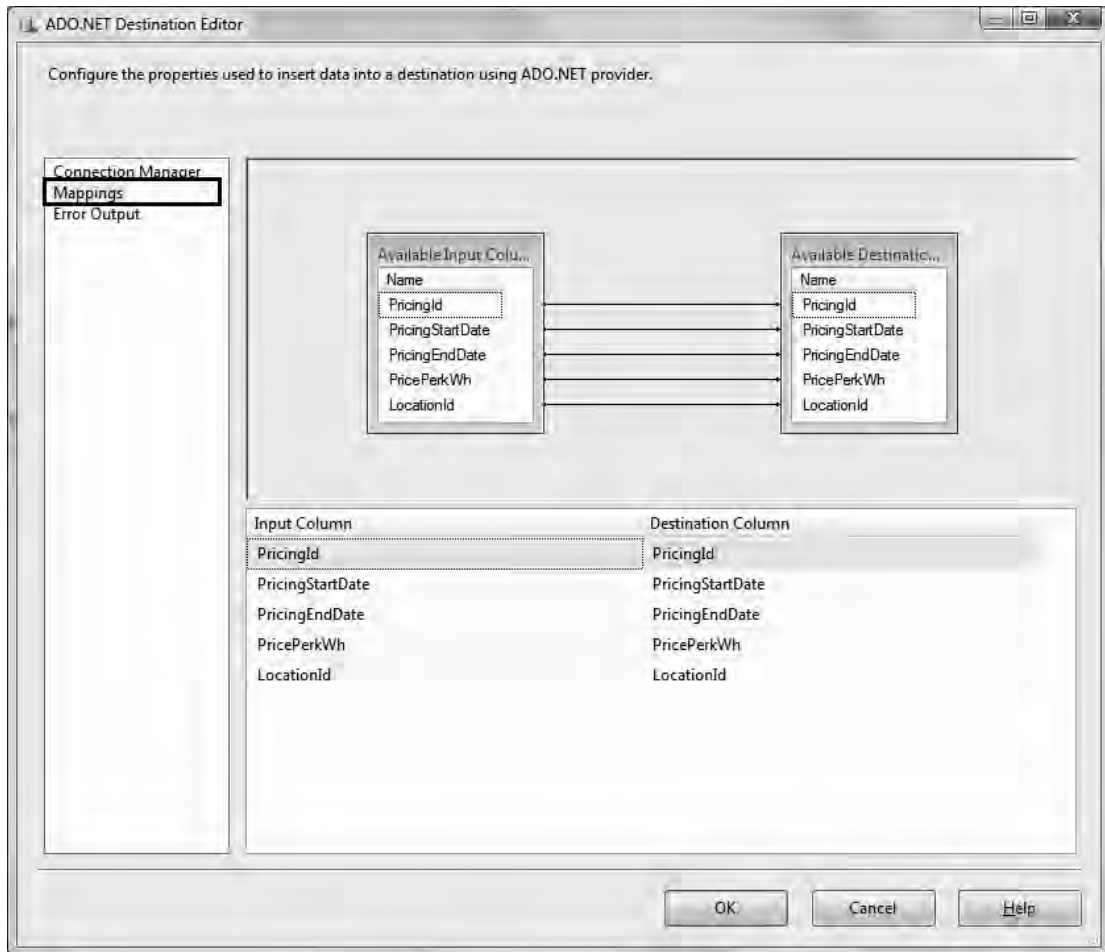 ADO.NET Destination Editor
Configure the properties used to insert data into a destination using ADO.NET provider.
Connection Manager
Mappings
Error Output
Available Input Colu...
Name
PricingId
PricingStartDate
PricingEndDate
PricePerkWh
LocationId
Available Destinatic...
Name
PricingId
PricingStartDate
PricingEndDate
PricePerkWh
LocationId
Input Column Destination Column
PricingId PricingId
PricingStartDate PricingStartDate
PricingEndDate PricingEndDate
PricePerkWh PricePerkWh
LocationId LocationId
OK Cancel Help